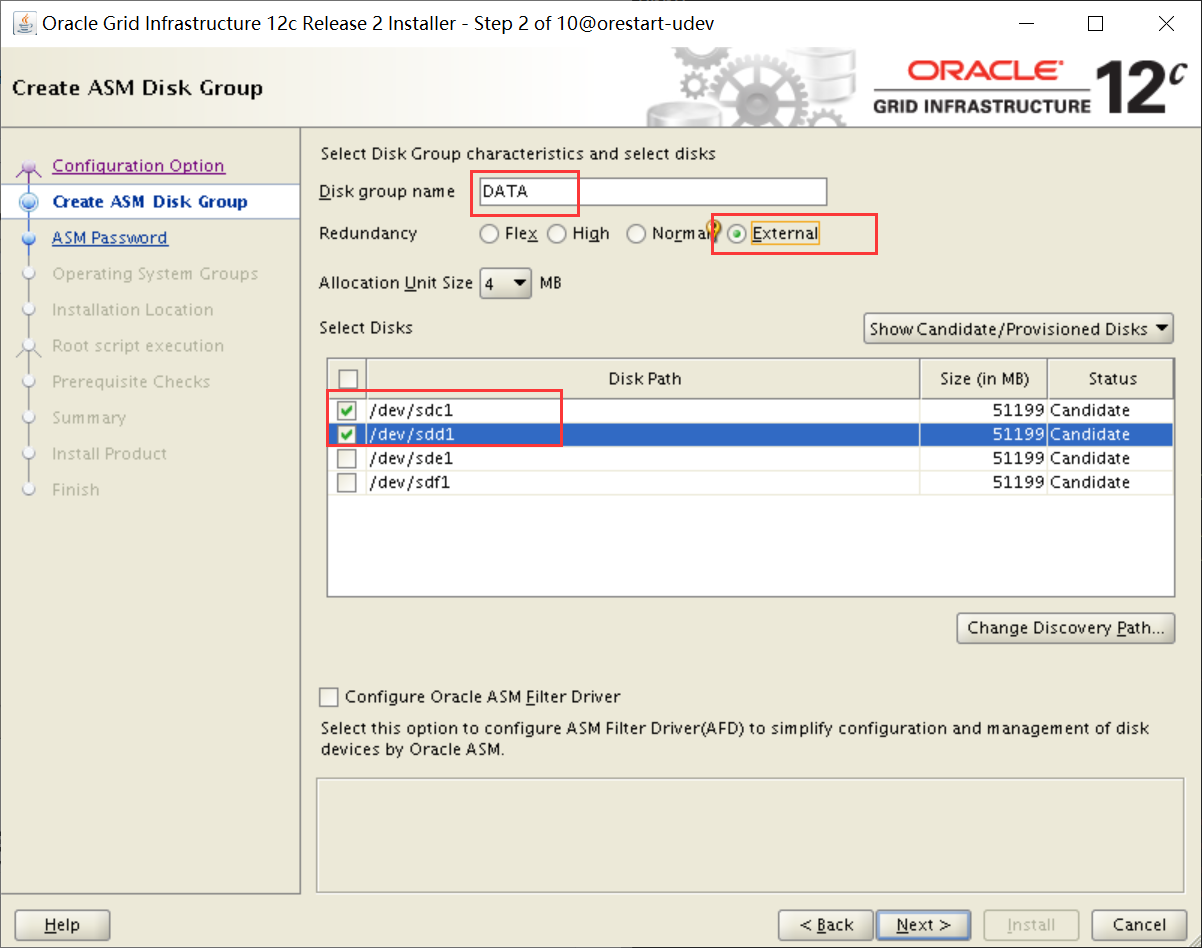 Oracle Grid Infrastructure 12c Release 2 Installer - Step 2 of 10@orestart-udev
Create ASM Disk Group
ORACLE
GRID INFRASTRUCTURE
12c
Configuration Option
Create ASM Disk Group
ASM Password
Operating System Groups
Installation Location
Root script execution
Prerequisite Checks
Summary
Install Product
Finish
Select Disk Group characteristics and select disks
Disk group name DATA
Redundancy Flex High Normal External
Allocation Unit Size 4 MB
Select Disks Show Candidate/Provisioned Disks
Disk Path Size (in MB) Status
/dev/sdc1 51199 Candidate
/dev/sdd1 51199 Candidate
/dev/sde1 51199 Candidate
/dev/sdf1 51199 Candidate
Change Discovery Path...
Configure Oracle ASM Filter Driver
Select this option to configure ASM Filter Driver(AFD) to simplify configuration and management of disk
devices by Oracle ASM.
Help < Back Next > Install Cancel